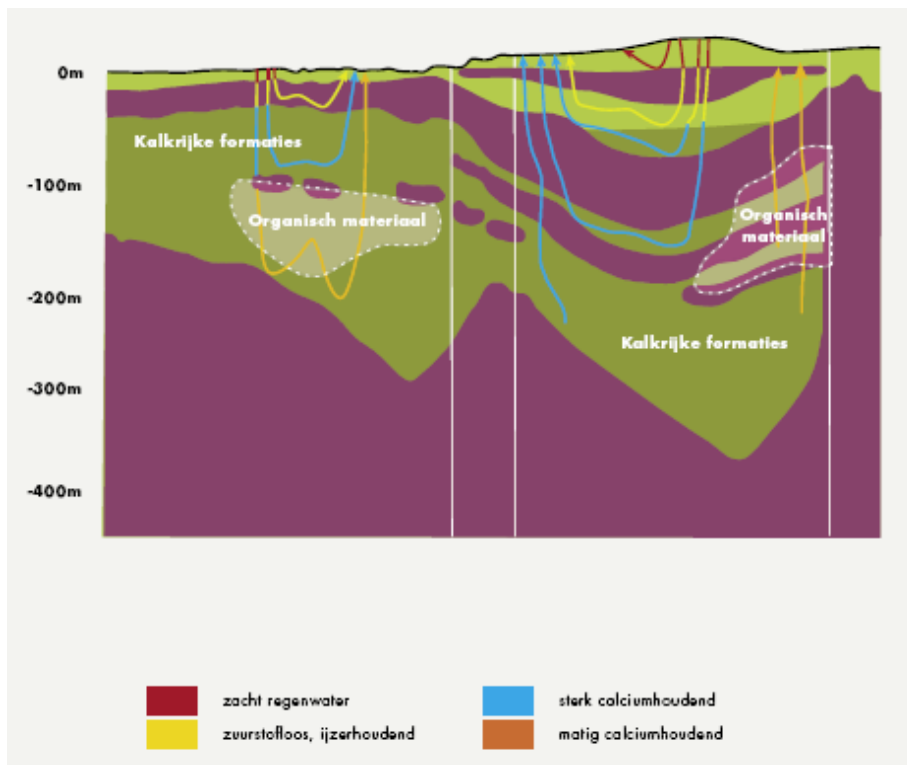 0m
Kalkrijke formaties
-100m
Organisch materiaal
Organisch
materiaal
-200m
Kalkrijke formaties
-300m
-400m
zacht regenwater
sterk calciumhoudend
zuurstofloos, ijzerhoudend
matig calciumhoudend